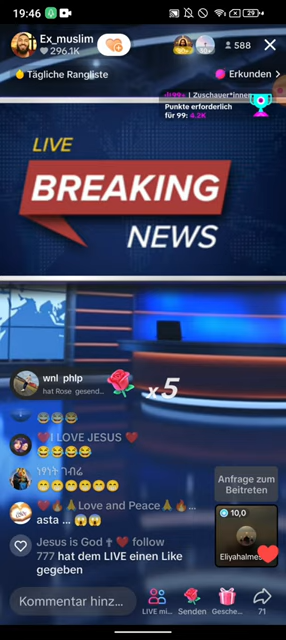 19:46
29
Ex_muslim
296.1K
588
Tägliche Rangliste
Erkunden >
Zuschauer*innen
Punkte erforderlich
für 99: 4.2K
LIVE
BREAKING
NEWS
wnl phlp
hat Rose gesend...
x5
I LOVE JESUS
Love and Peace
asta ...
Anfrage zum
Beitreten
10,0
Eliyahalmes
Jesus is God ✝ ❤ follow
777 hat dem LIVE einen Like
gegeben
Kommentar hinz...
LIVE mi...
Senden
Gesche...
71